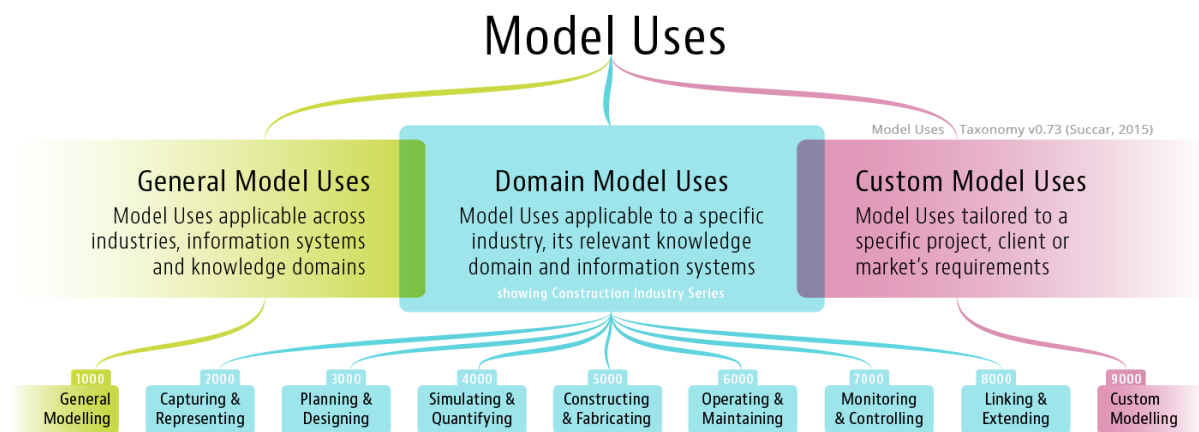 Model Uses
Model Uses Taxonomy v0.73 (Succar, 2015)
General Model Uses
Model Uses applicable across
industries, information systems
and knowledge domains
Domain Model Uses
Model Uses applicable to a specific
industry, its relevant knowledge
domain and information systems
showing Construction Industry Series
Custom Model Uses
Model Uses tailored to a
specific project, client or
market's requirements
1000
General
Modelling
2000
Capturing &
Representing
3000
Planning &
Designing
4000
Simulating &
Quantifying
5000
Constructing
& Fabricating
6000
Operating &
Maintaining
7000
Monitoring
& Controlling
8000
Linking &
Extending
9000
Custom
Modelling